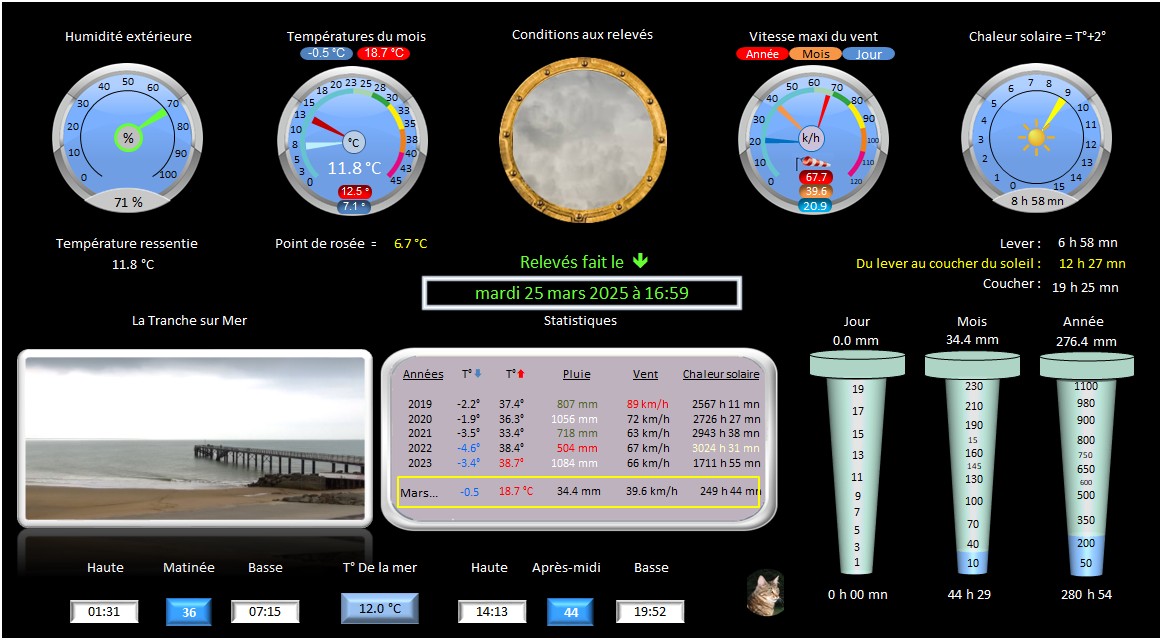 Humidité extérieure
Températures du mois
Conditions aux relevés
Vitesse maxi du vent
Chaleur solaire = T°+2°
-0.5 °C 18.7 °C
Année Mois Jour
0 10 20 30 40 50 60 70 80 90 100
%
71 %
0 3 5 8 10 13 15 18 20 23 25 28 30 33 35 38 40 43 45
°C
11.8 °C
12.5 °
7.1 °
0 10 20 30 40 50 60 70 80 90 100 110 120
k/h
67.7
39.6
20.9
0 1 2 3 4 5 6 7 8 9 10 11 12 13 14 15
8 h 58 mn
Température ressentie
11.8 °C
Point de rosée = 6.7 °C
Lever : 6 h 58 mn
Du lever au coucher du soleil : 12 h 27 mn
Coucher : 19 h 25 mn
Relevés fait le
mardi 25 mars 2025 à 16:59
La Tranche sur Mer
Statistiques
Années T° T° Pluie Vent Chaleur solaire
2019 -2.2° 37.4° 807 mm 89 km/h 2567 h 11 mn
2020 -1.9° 36.3° 1056 mm 72 km/h 2726 h 27 mn
2021 -3.5° 33.4° 718 mm 63 km/h 2943 h 38 mn
2022 -4.6° 38.4° 504 mm 67 km/h 3024 h 31 mn
2023 -3.4° 38.7° 1084 mm 66 km/h 1711 h 55 mn
Mars... -0.5 18.7 °C 34.4 mm 39.6 km/h 249 h 44 mn
Jour
0.0 mm
19
17
15
13
11
9
7
5
3
1
0 h 00 mn
Mois
34.4 mm
230
210
190
15
160
145
130
100
70
40
10
44 h 29
Année
276.4 mm
1100
980
900
800
750
650
600
500
350
200
50
280 h 54
Haute Matinée Basse
01:31 36 07:15
T° De la mer
12.0 °C
Haute Après-midi Basse
14:13 44 19:52